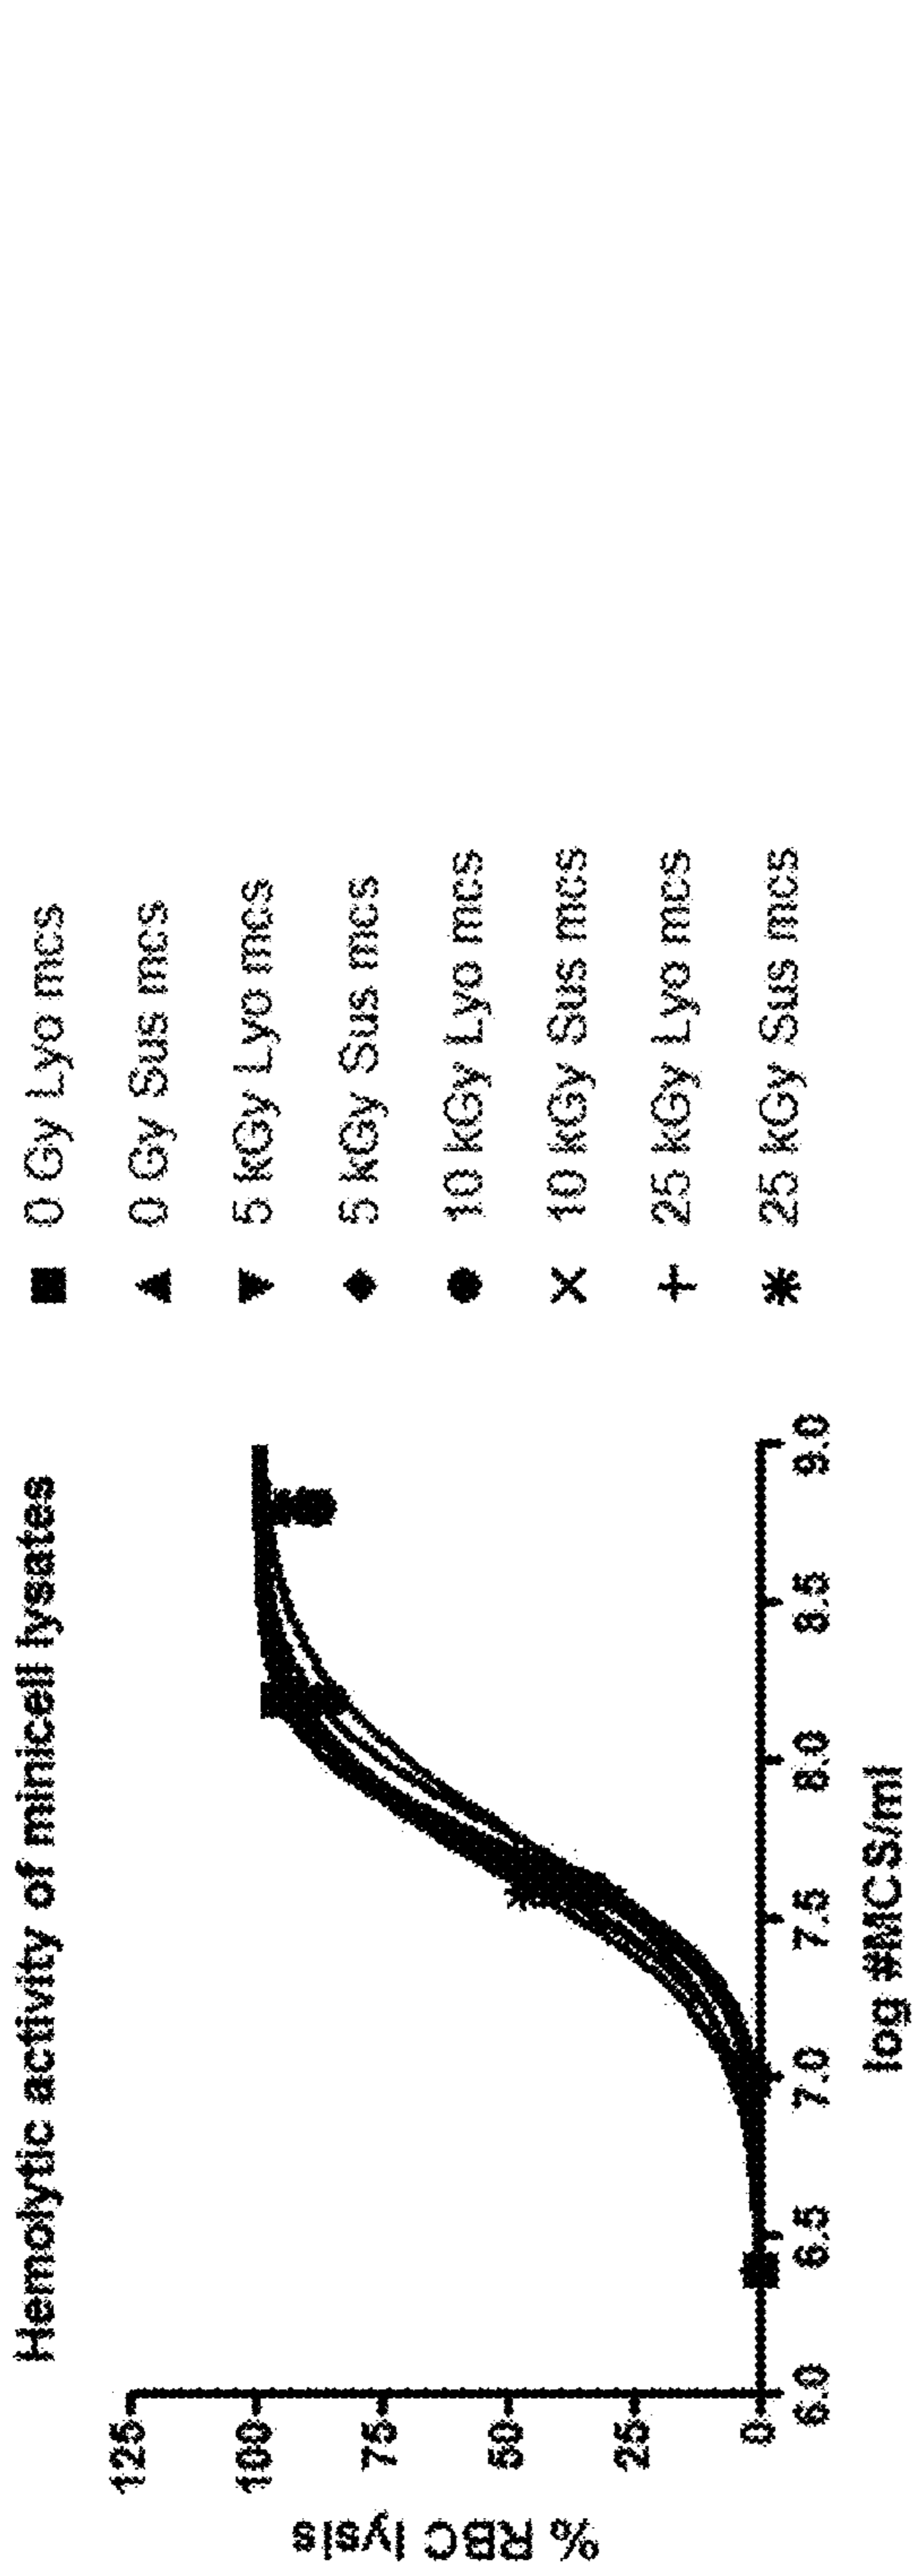 Hemolytic activity of minicell lysates
% RBC lysis
125
100
75
50
25
0
6.0
6.5
7.0
7.5
8.0
8.5
9.0
log #MCS/ml
0 Gy Lyo mcs
0 Gy Sus mcs
5 kGy Lyo mcs
5 kGy Sus mcs
10 kGy Lyo mcs
10 kGy Sus mcs
25 kGy Lyo mcs
25 kGy Sus mcs